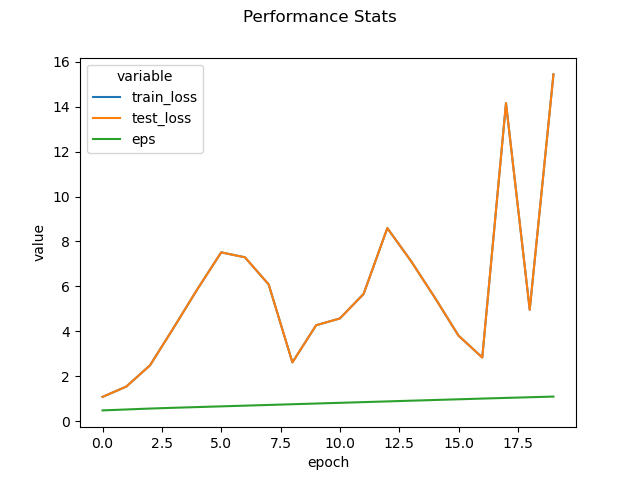 Performance Stats
16
14
12
10
8
6
4
2
0
value
variable
train_loss
test_loss
eps
0.0 2.5 5.0 7.5 10.0 12.5 15.0 17.5
epoch